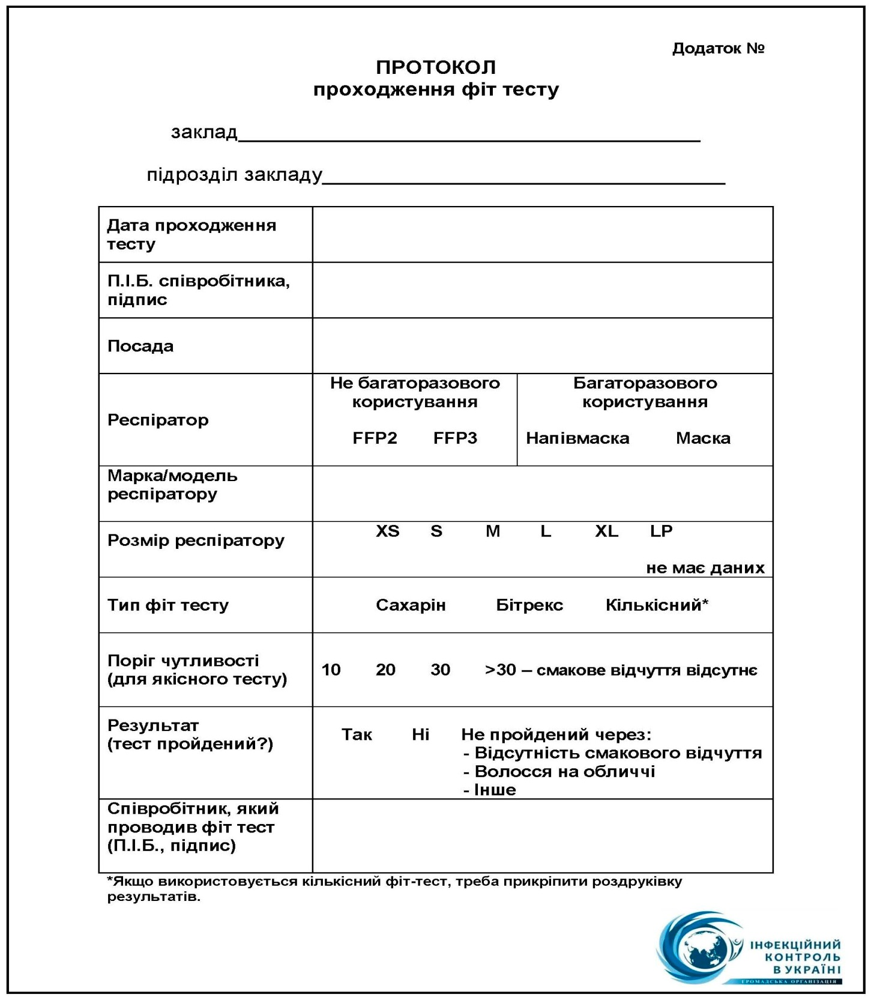 Додаток №
ПРОТОКОЛ
проходження фіт тесту
заклад
підрозділ закладу
Дата проходження
тесту
П.І.Б. співробітника,
підпис
Посада
Респіратор
Не багаторазового
користування
FFP2 FFP3
Багаторазового
користування
Напівмаска Маска
Марка/модель
респіратору
Розмір респіратору
XS S M L XL LP
не має даних
Тип фіт тесту
Сахарін Бітрекс Кількісний*
Поріг чутливості
(для якісного тесту)
10 20 30 >30 – смакове відчуття відсутнє
Результат
(тест пройдений?)
Так Ні Не пройдений через:
- Відсутність смакового відчуття
- Волосся на обличчі
- Інше
Співробітник, який
проводив фіт тест
(П.І.Б., підпис)
*Якщо використовується кількісний фіт-тест, треба прикріпити роздруківку
результатів.
ІНФЕКЦІЙНИЙ
КОНТРОЛЬ
В УКРАЇНІ
ГРОМАДСЬКА ОРГАНІЗАЦІЯ